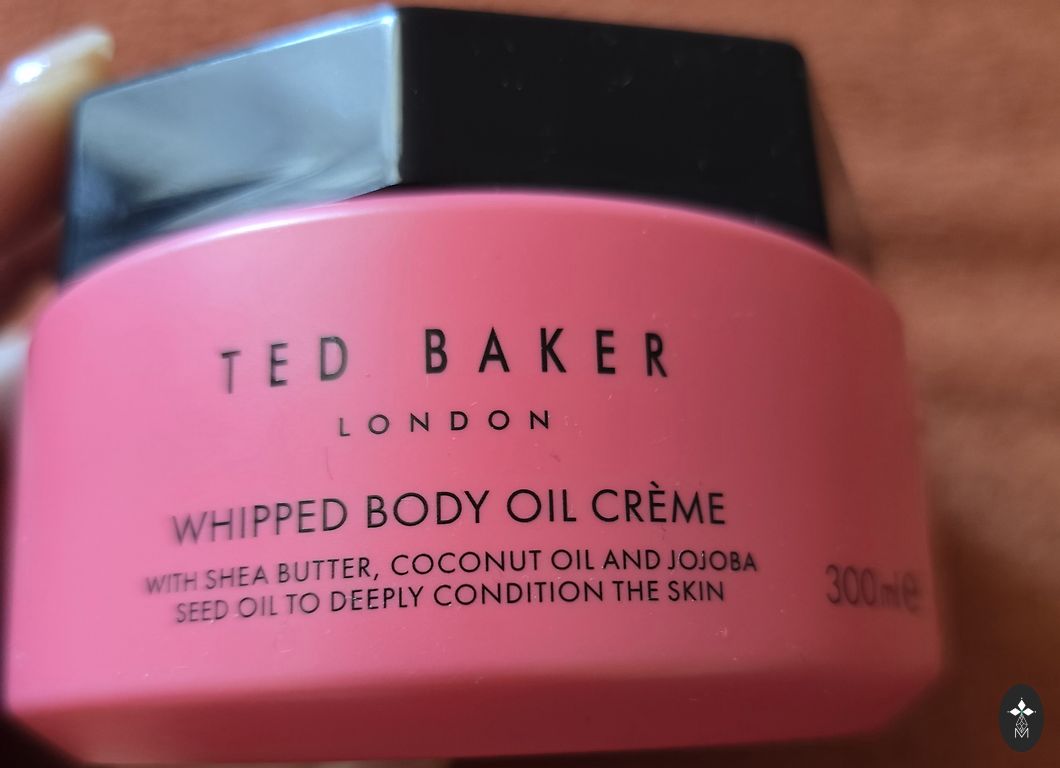 TED BAKER
LONDON
WHIPPED BODY OIL CRÈME
WITH SHEA BUTTER, COCONUT OIL AND JOJOBA
SEED OIL TO DEEPLY CONDITION THE SKIN
300ml℮
M